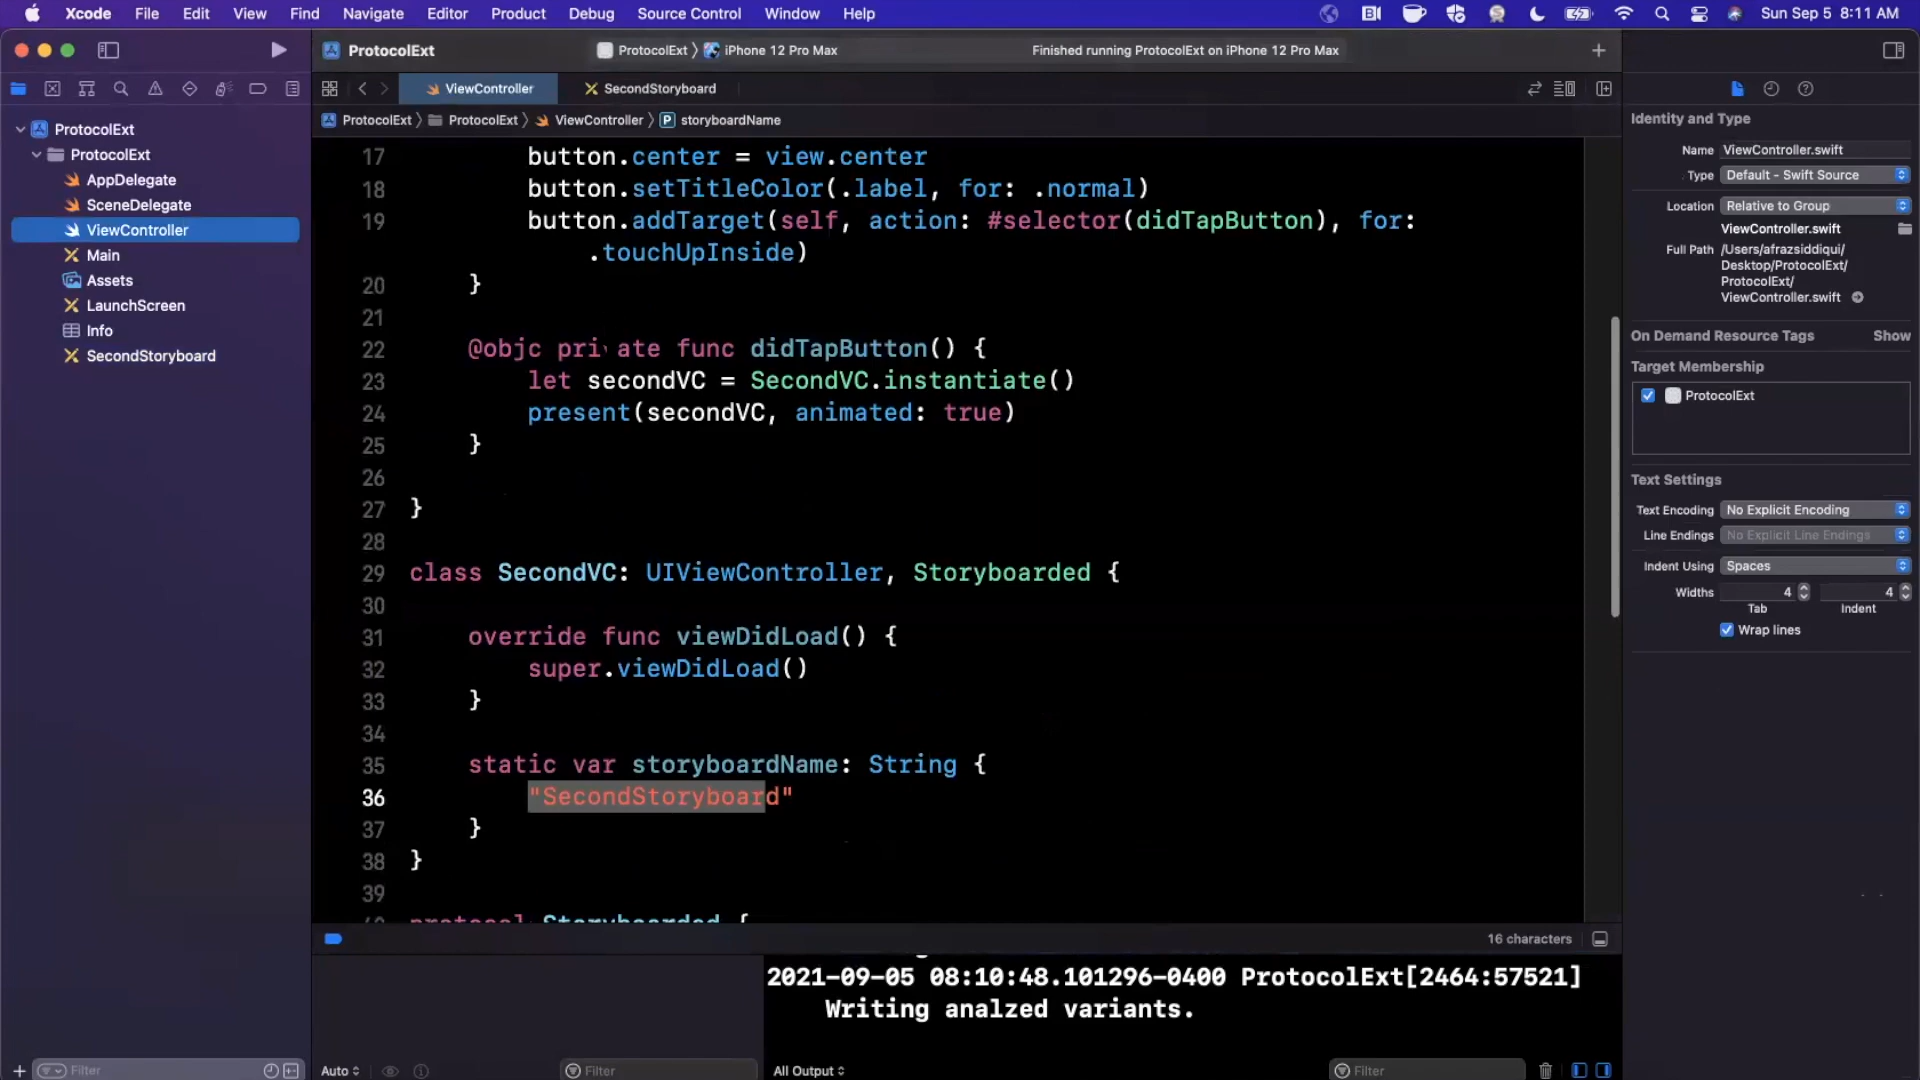 Xcode File Edit View Find Navigate Editor Product Debug Source Control Window Help Sun Sep 5 8:11 AM
ProtocolExt ProtocolExt iPhone 12 Pro Max Finished running ProtocolExt on iPhone 12 Pro Max
ViewController SecondStoryboard
ProtocolExt ProtocolExt ViewController P storyboardName
ProtocolExt
ProtocolExt
AppDelegate
SceneDelegate
ViewController
Main
Assets
LaunchScreen
Info
SecondStoryboard
17 button.center = view.center
18 button.setTitleColor(.label, for: .normal)
19 button.addTarget(self, action: #selector(didTapButton), for:
.touchUpInside)
20 }
21
22 @objc private func didTapButton() {
23 let secondVC = SecondVC.instantiate()
24 present(secondVC, animated: true)
25 }
26
27 }
28
29 class SecondVC: UIViewController, Storyboarded {
30
31 override func viewDidLoad() {
32 super.viewDidLoad()
33 }
34
35 static var storyboardName: String {
36 "SecondStoryboard"
37 }
38 }
39
40 protocol Storyboarded {
16 characters
2021-09-05 08:10:48.101296-0400 ProtocolExt[2464:57521]
Writing analzed variants.
Filter
Auto
Filter
All Output
Filter
Identity and Type
Name ViewController.swift
Type Default - Swift Source
Location Relative to Group
ViewController.swift
Full Path /Users/afrazsiddiqui/
Desktop/ProtocolExt/
ProtocolExt/
ViewController.swift
On Demand Resource Tags Show
Target Membership
ProtocolExt
Text Settings
Text Encoding No Explicit Encoding
Line Endings No Explicit Line Endings
Indent Using Spaces
Widths 4 4
Tab Indent
Wrap lines